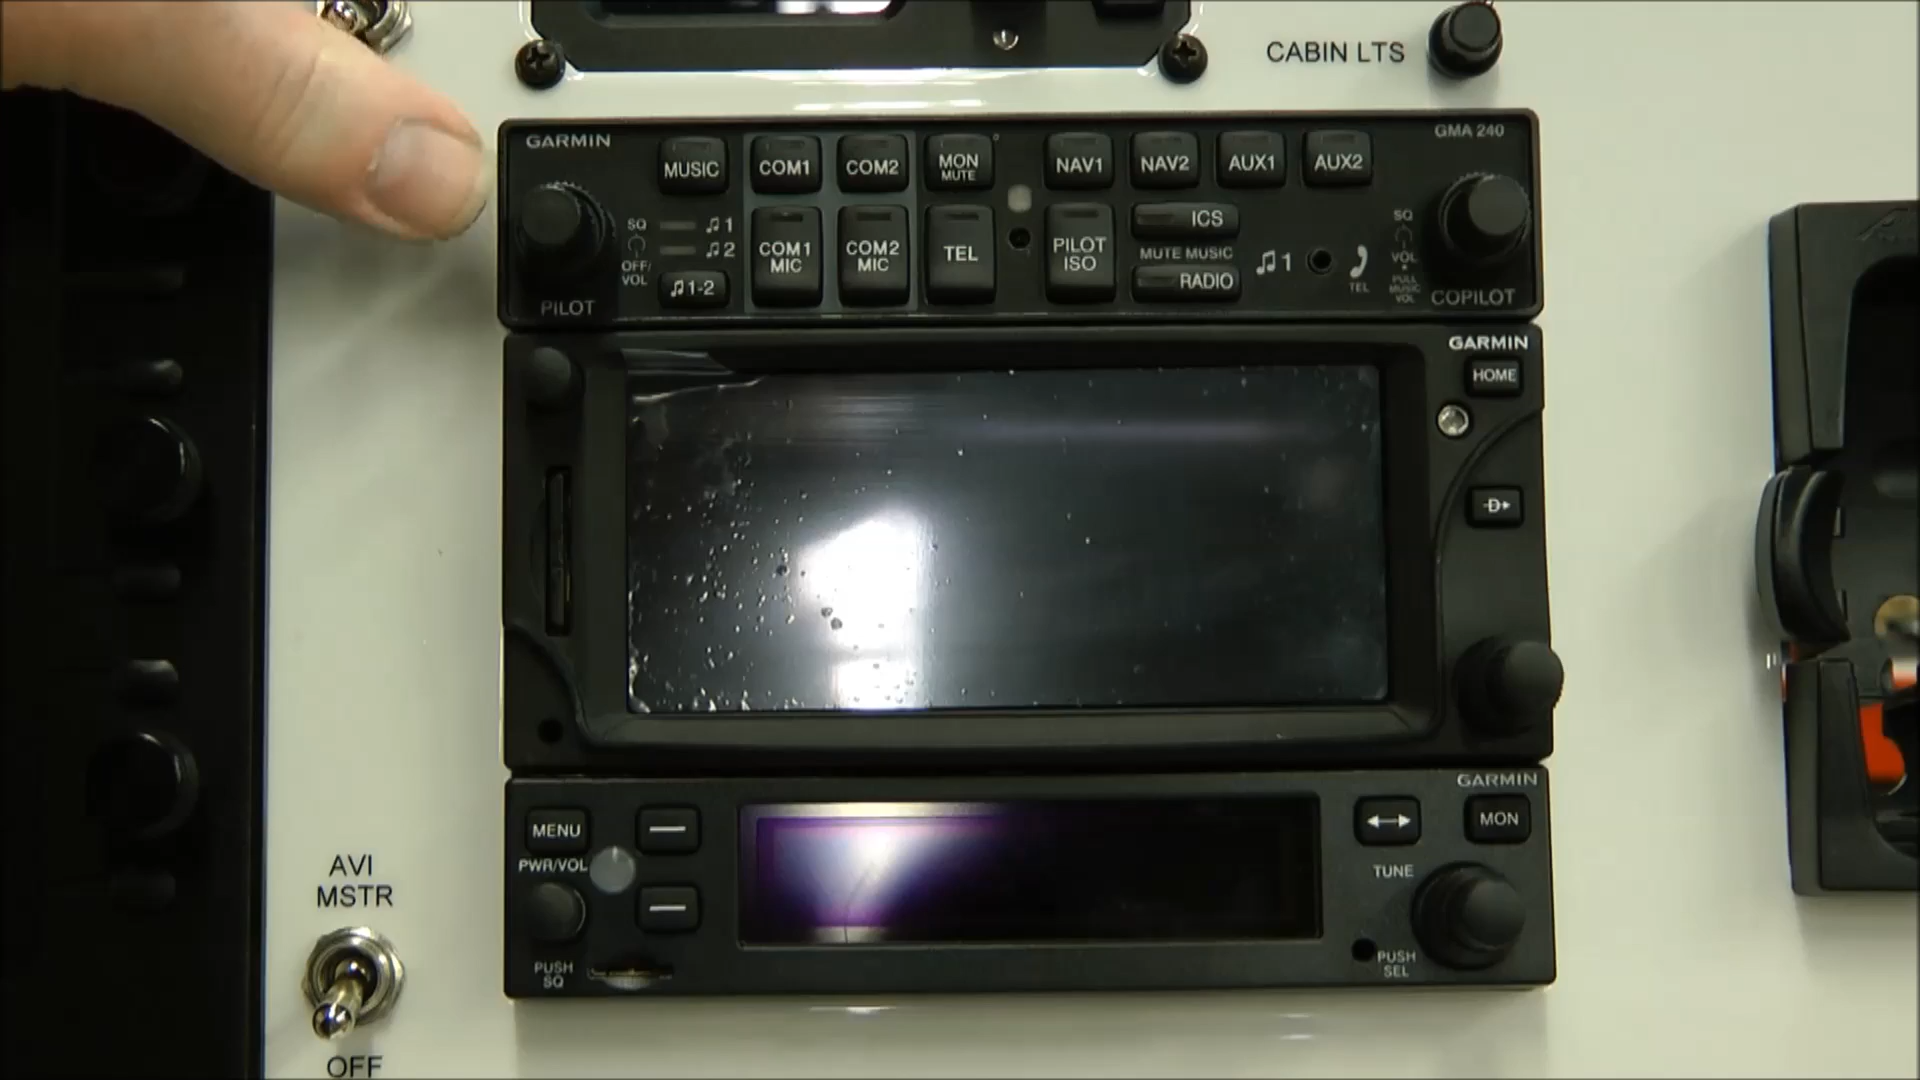 CABIN LTS
GARMIN
GMA 240
MUSIC
COM1
COM2
MON
MUTE
NAV1
NAV2
AUX1
AUX2
SQ
♫ 1
♫ 2
OFF/
VOL
♫ 1-2
PILOT
COM1
MIC
COM2
MIC
TEL
PILOT
ISO
ICS
MUTE MUSIC
RADIO
♫ 1
TEL
SQ
VOL
PULL
MUSIC
VOL
COPILOT
GARMIN
HOME
D
GARMIN
MENU
PWR/VOL
PUSH
SQ
MON
TUNE
PUSH
SEL
AVI
MSTR
OFF